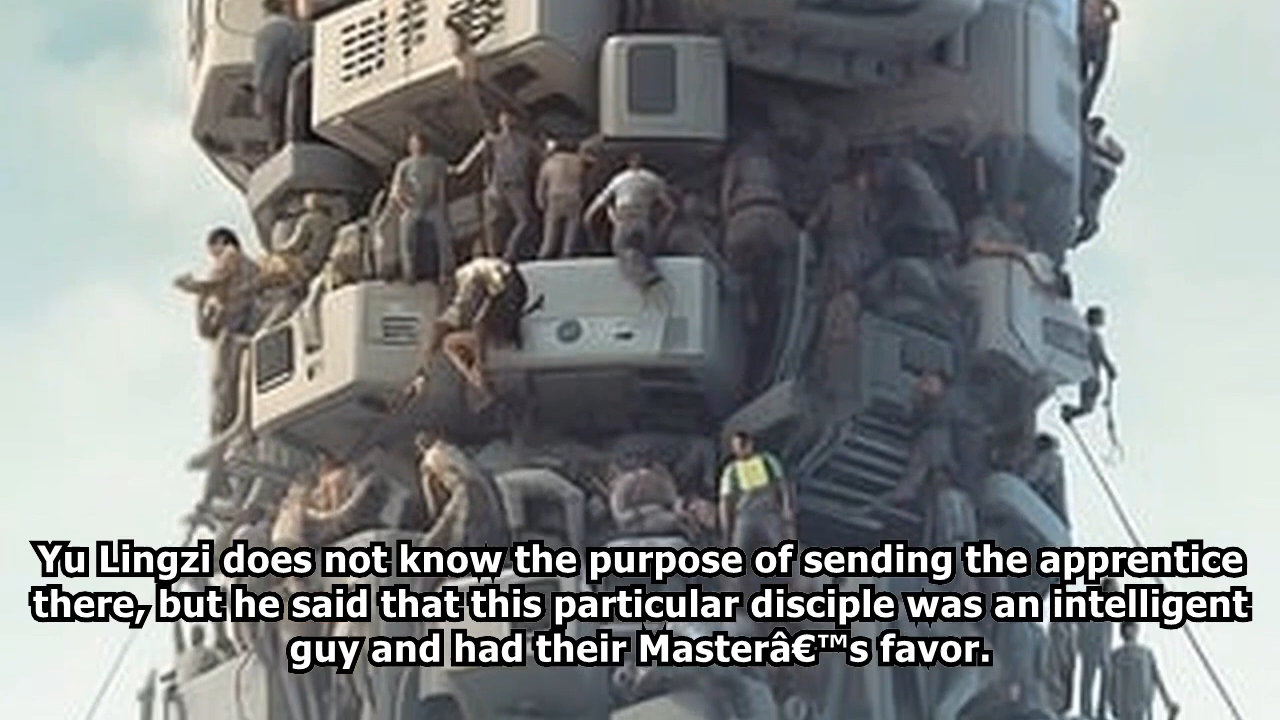 Yu Lingzi does not know the purpose of sending the apprentice
there, but he said that this particular disciple was an intelligent
guy and had their Masterâ€™s favor.